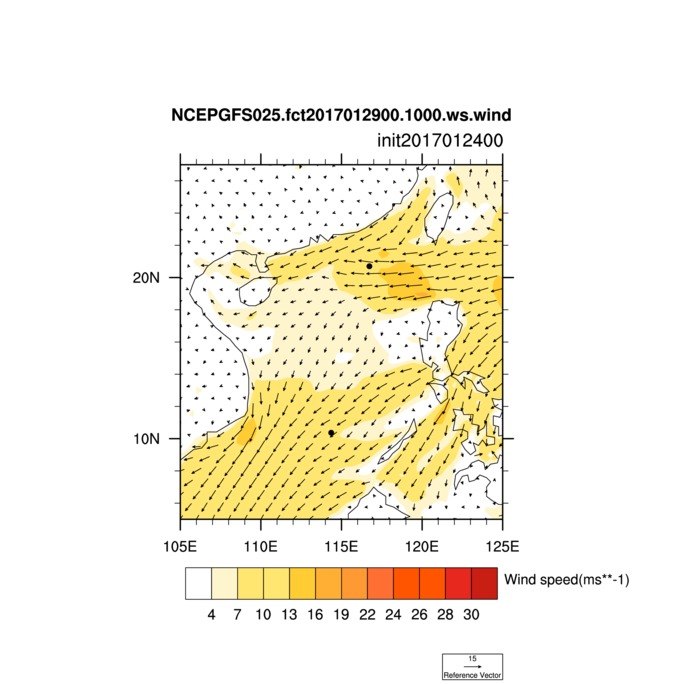 NCEPGFS025.fct2017012900.1000.ws.wind
init2017012400
20N
10N
105E 110E 115E 120E 125E
Wind speed(ms**-1)
4 7 10 13 16 19 22 24 26 28 30
15
Reference Vector